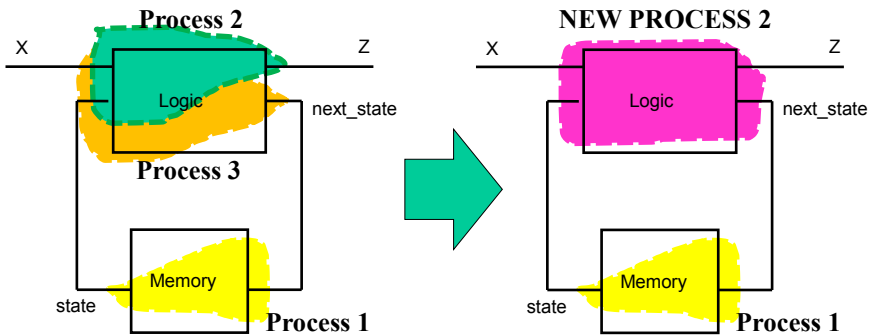 Process 2
X
Z
Logic
next_state
Process 3
Memory
state
Process 1
NEW PROCESS 2
X
Z
Logic
next_state
Memory
state
Process 1